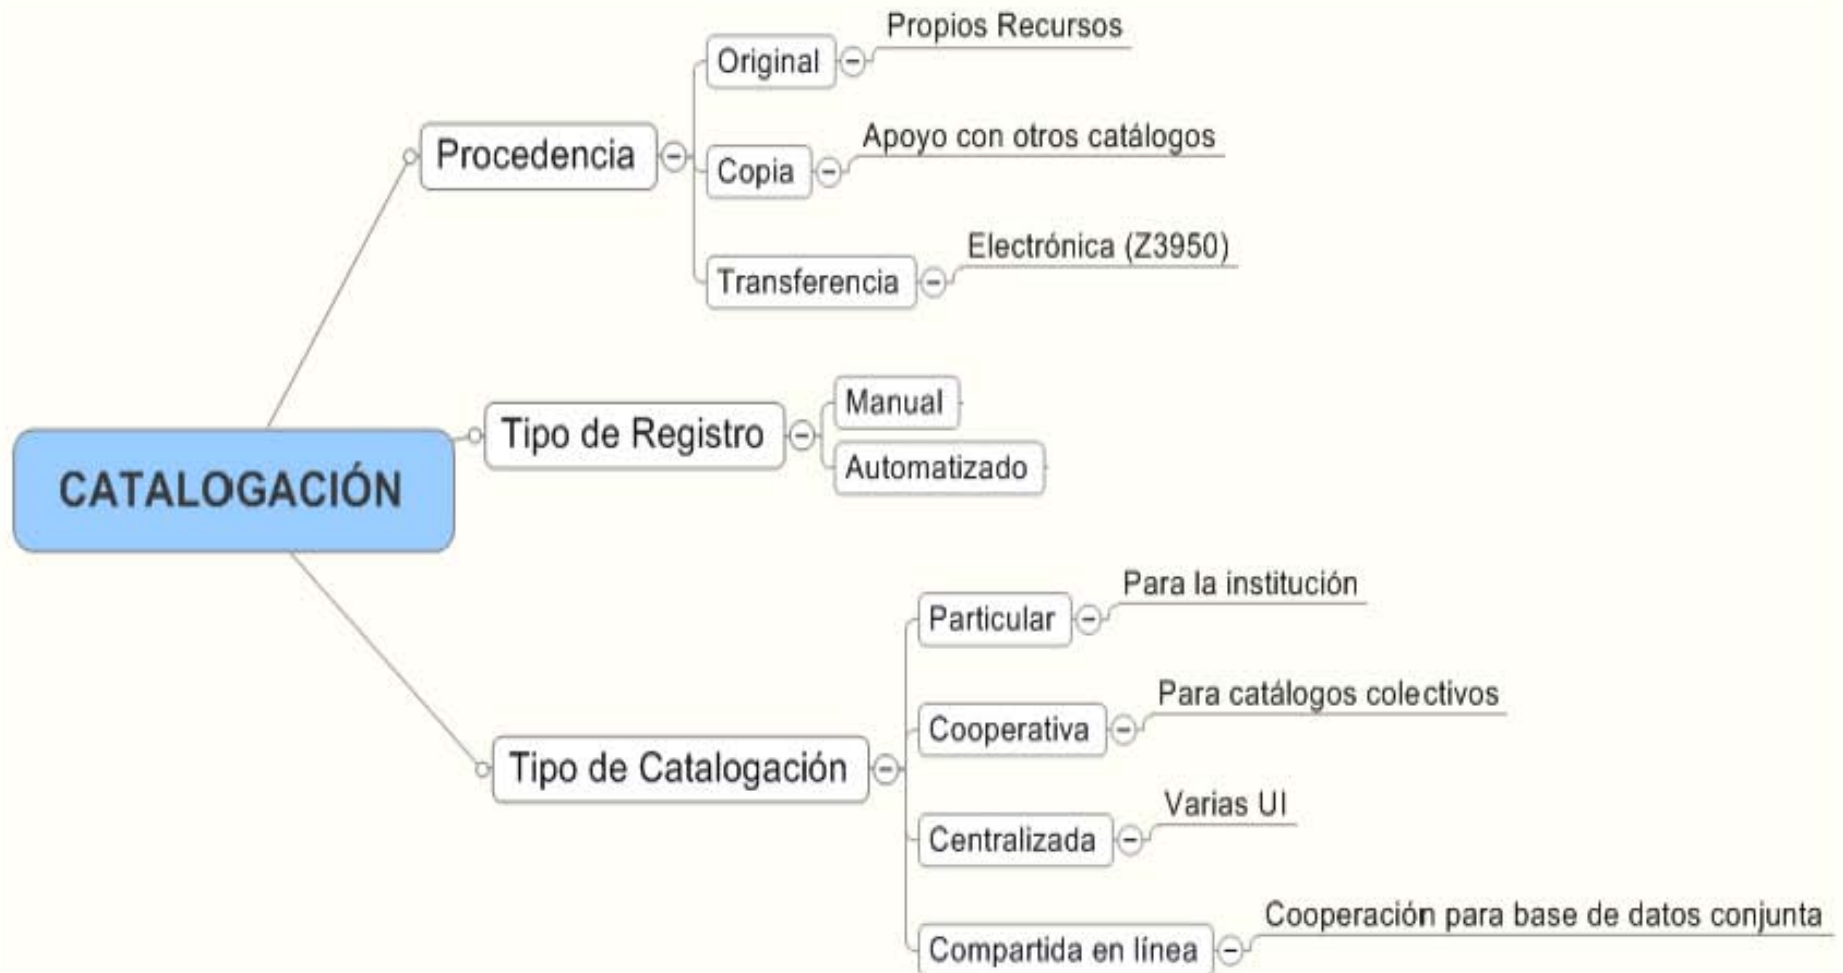 CATALOGACIÓN
Procedencia
Original
Propios Recursos
Copia
Apoyo con otros catálogos
Transferencia
Electrónica (Z3950)
Tipo de Registro
Manual
Automatizado
Tipo de Catalogación
Particular
Para la institución
Cooperativa
Para catálogos colectivos
Centralizada
Varias UI
Compartida en línea
Cooperación para base de datos conjunta